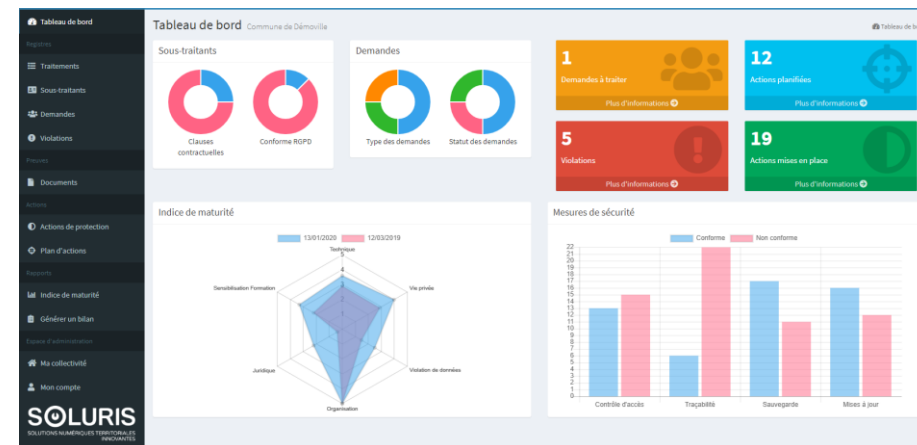 Tableau de bord
Registres
Traitements
Sous-traitants
Demandes
Violations
Preuves
Documents
Actions
Actions de protection
Plan d'actions
Rapports
Indice de maturité
Générer un bilan
Espace d'administration
Ma collectivité
Mon compte
SOLURIS
SOLUTIONS NUMÉRIQUES TERRITORIALES
INNOVANTES
Tableau de bord Commune de Démoville
Tableau de bo
Sous-traitants
Clauses
contractuelles
Conforme RGPD
Demandes
Type des demandes
Statut des demandes
1
Demandes à traiter
Plus d'informations
12
Actions planifiées
Plus d'informations
5
Violations
Plus d'informations
19
Actions mises en place
Plus d'informations
Indice de maturité
13/01/2020 12/03/2019
Technique
5
4
3
2
1
Vie privée
Violation de données
Organisation
Juridique
Sensibilisation Formation
Mesures de sécurité
Conforme Non conforme
22
21
20
19
18
17
16
15
14
13
12
11
10
9
8
7
6
5
4
3
2
1
0
Contrôle d'accès Traçabilité Sauvegarde Mises à jour